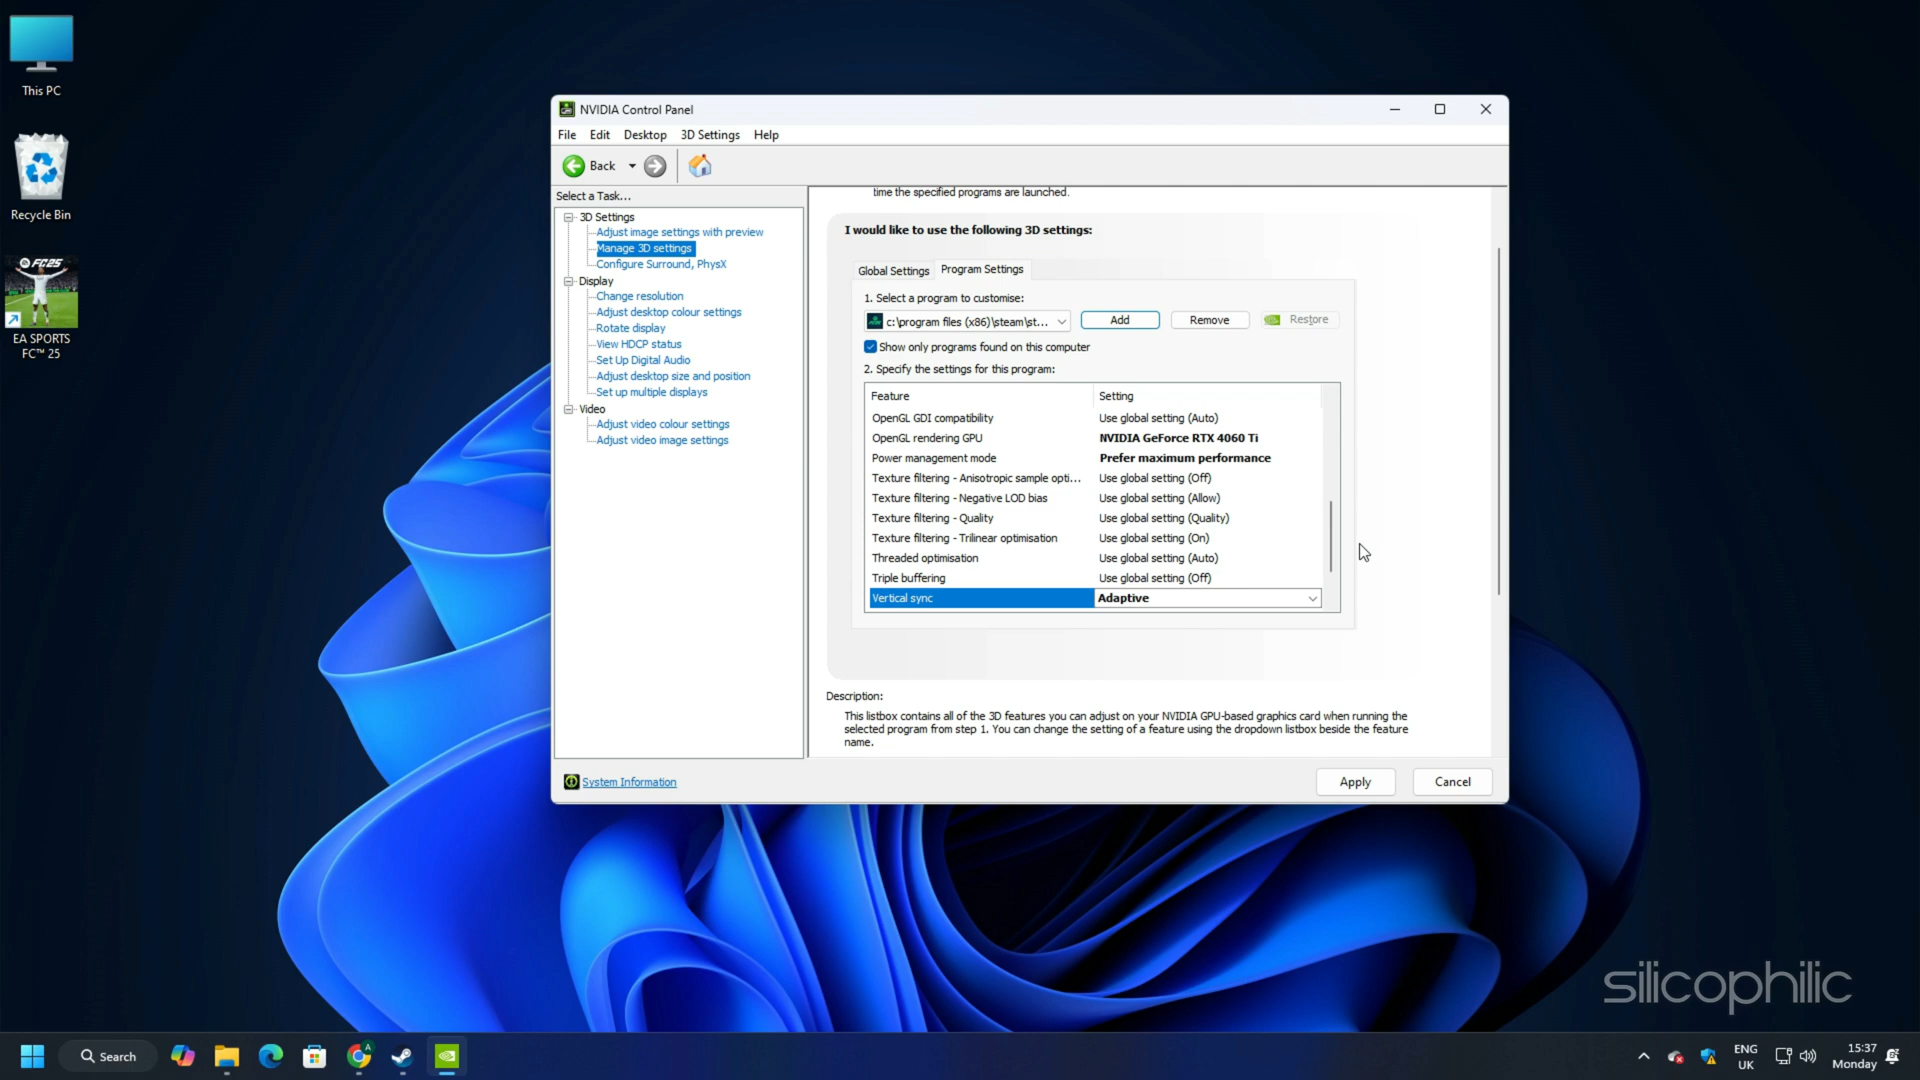 This PC
Recycle Bin
FC25
EA SPORTS
FC™ 25
NVIDIA Control Panel
File Edit Desktop 3D Settings Help
Back
Select a Task...
3D Settings
Adjust image settings with preview
Manage 3D settings
Configure Surround, PhysX
Display
Change resolution
Adjust desktop colour settings
Rotate display
View HDCP status
Set Up Digital Audio
Adjust desktop size and position
Set up multiple displays
Video
Adjust video colour settings
Adjust video image settings
System Information
time the specified programs are launched.
I would like to use the following 3D settings:
Global Settings Program Settings
1. Select a program to customise:
c:\program files (x86)\steam\st... Add Remove Restore
Show only programs found on this computer
2. Specify the settings for this program:
Feature Setting
OpenGL GDI compatibility Use global setting (Auto)
OpenGL rendering GPU NVIDIA GeForce RTX 4060 Ti
Power management mode Prefer maximum performance
Texture filtering - Anisotropic sample opti... Use global setting (Off)
Texture filtering - Negative LOD bias Use global setting (Allow)
Texture filtering - Quality Use global setting (Quality)
Texture filtering - Trilinear optimisation Use global setting (On)
Threaded optimisation Use global setting (Auto)
Triple buffering Use global setting (Off)
Vertical sync Adaptive
Description:
This listbox contains all of the 3D features you can adjust on your NVIDIA GPU-based graphics card when running the
selected program from step 1. You can change the setting of a feature using the dropdown listbox beside the feature
name.
Apply Cancel
silicophilic
Search
A
ENG
UK
15:37
Monday